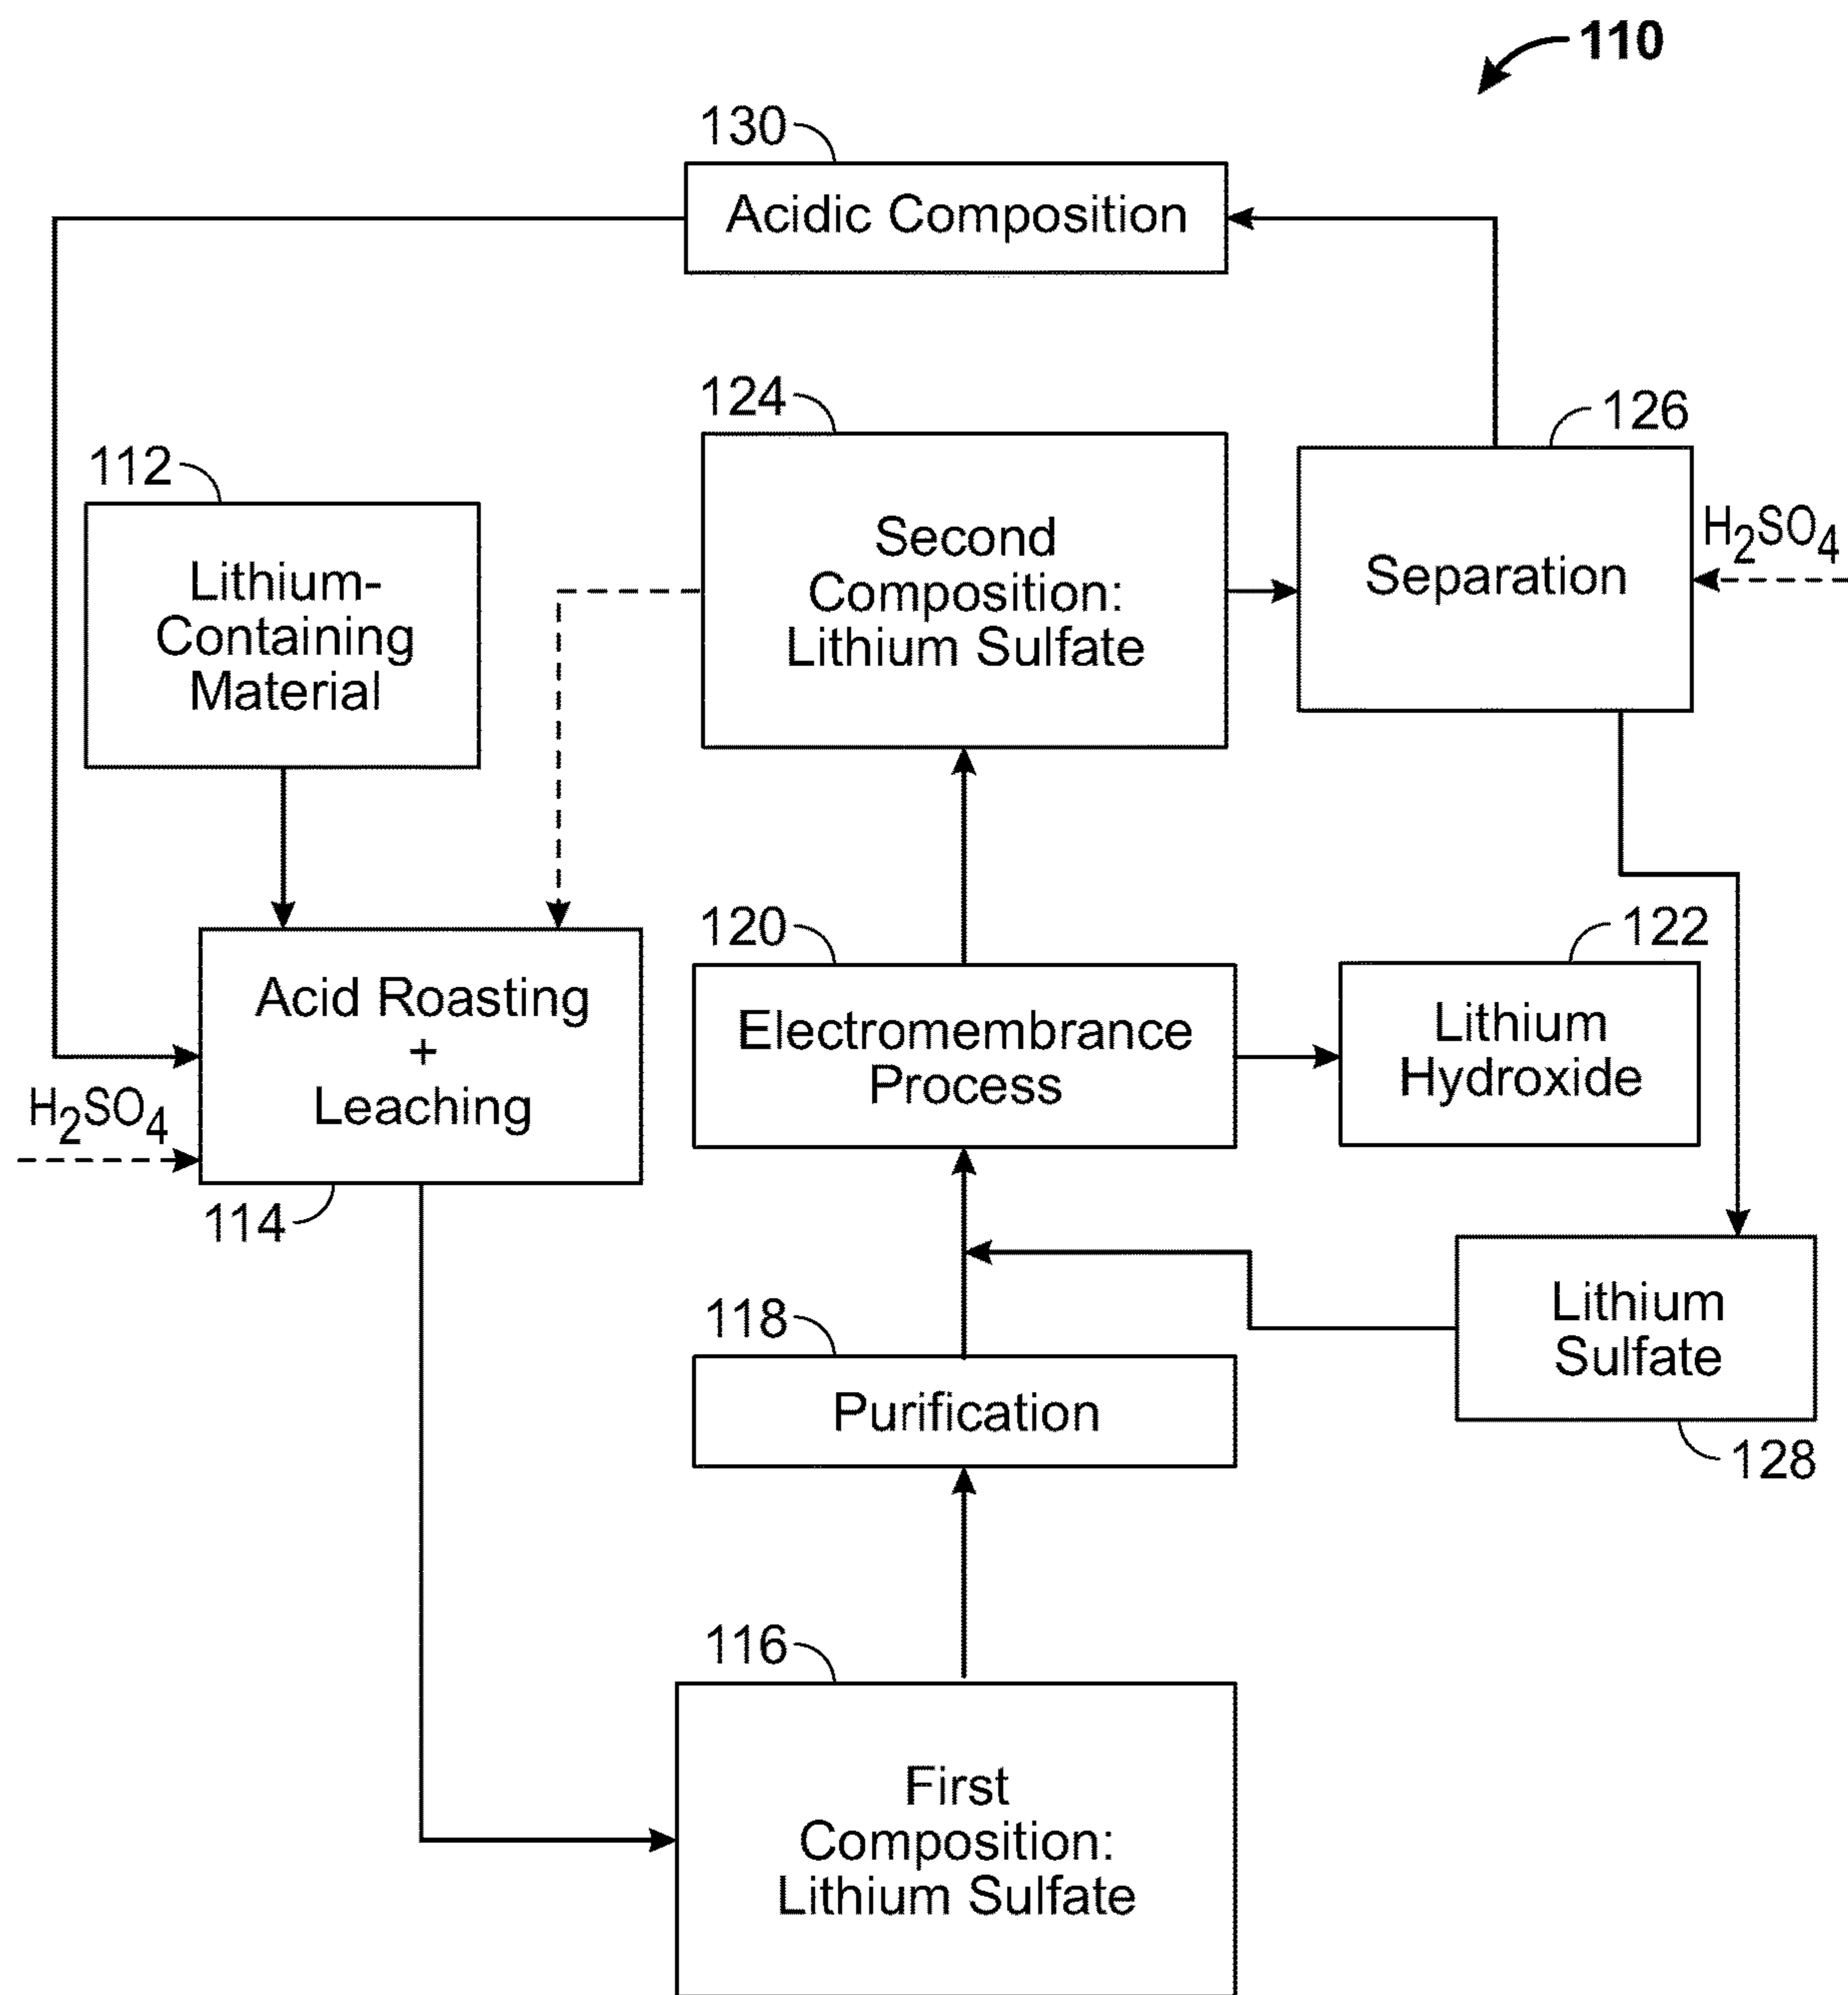 110
130
Acidic Composition
124
126
112
Second
Composition:
Lithium Sulfate
Separation
H2SO4
Lithium-
Containing
Material
120
122
Acid Roasting
+
Leaching
Electromembrance
Process
Lithium
Hydroxide
H2SO4
114
118
Purification
Lithium
Sulfate
128
116
First
Composition:
Lithium Sulfate